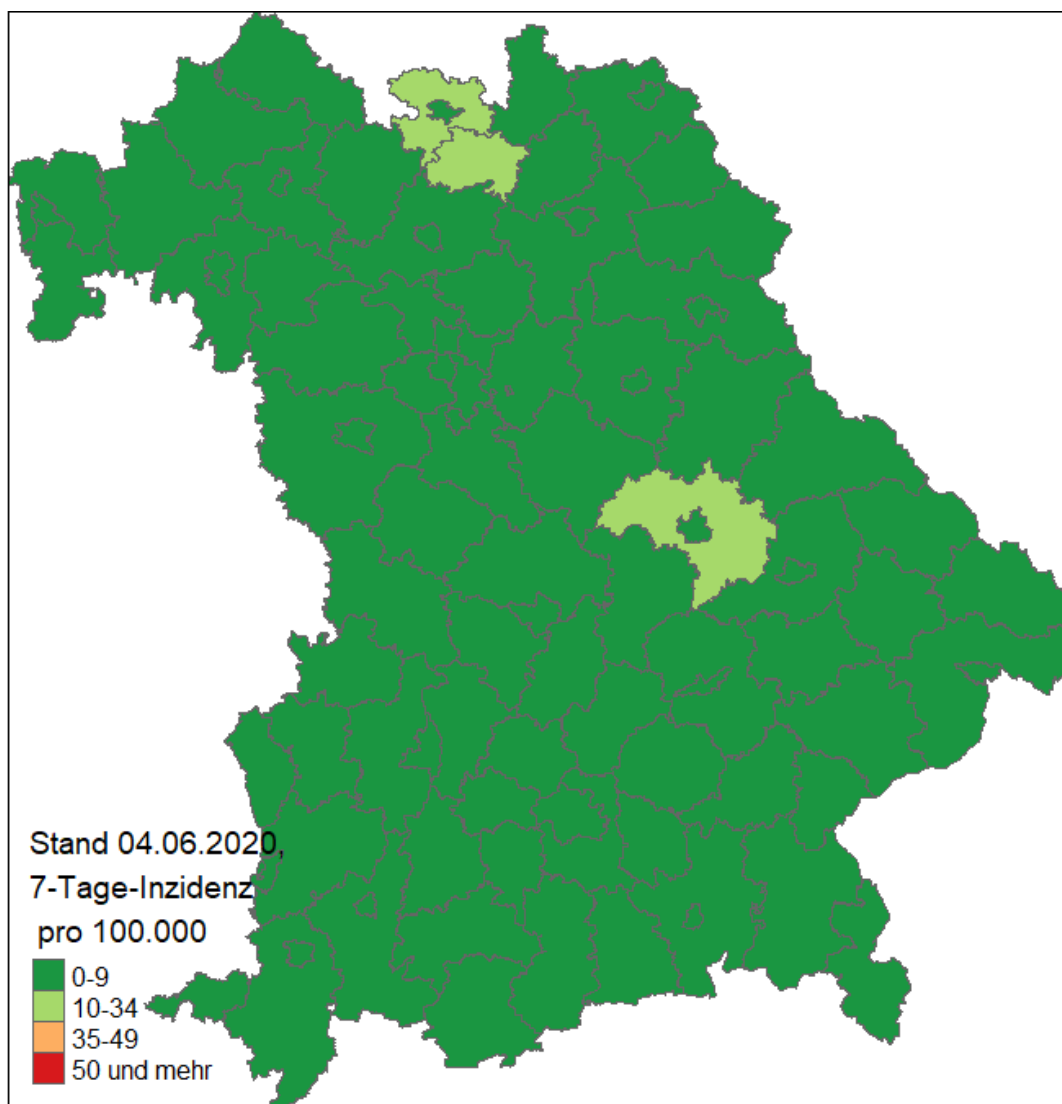 Stand 04.06.2020,
7-Tage-Inzidenz
pro 100.000
0-9
10-34
35-49
50 und mehr